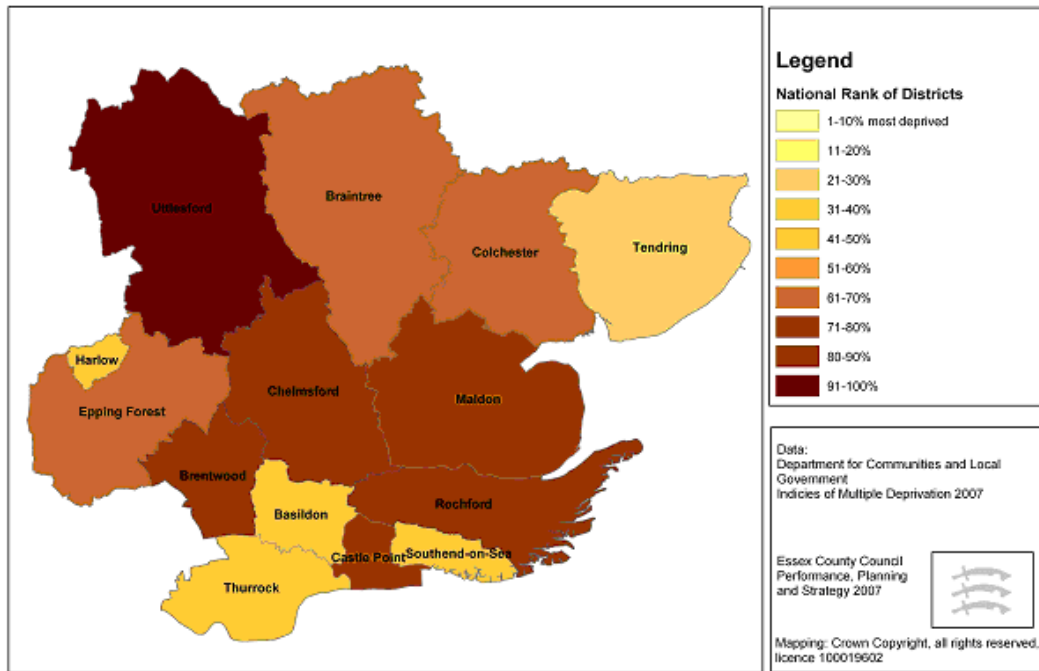 Legend
National Rank of Districts
1-10% most deprived
11-20%
21-30%
31-40%
41-50%
51-60%
61-70%
71-80%
80-90%
91-100%
Uttlesford
Braintree
Colchester
Tendring
Harlow
Epping Forest
Chelmsford
Maldon
Brentwood
Basildon
Rochford
Castle Point
Southend-on-Sea
Thurrock
Data:
Department for Communities and Local
Government
Indicies of Multiple Deprivation 2007
Essex County Council
Performance, Planning
and Strategy 2007
Mapping: Crown Copyright, all rights reserved,
licence 100019602